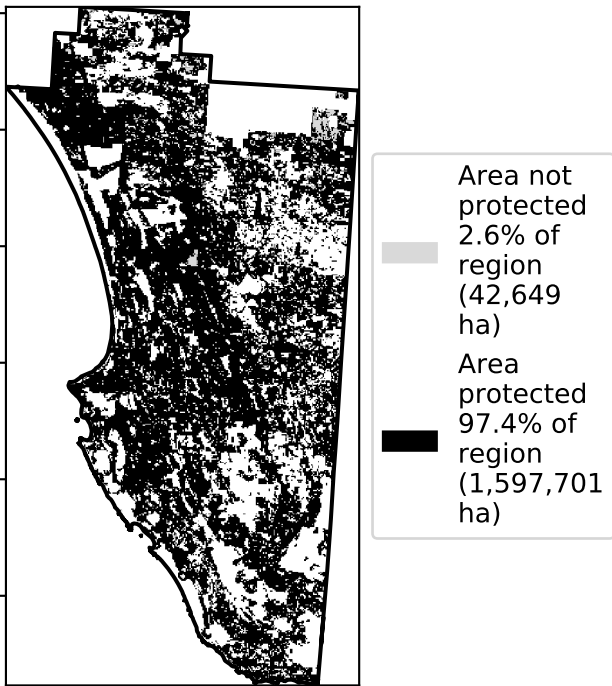 Area not
protected
2.6% of
region
(42,649
ha)
Area
protected
97.4% of
region
(1,597,701
ha)